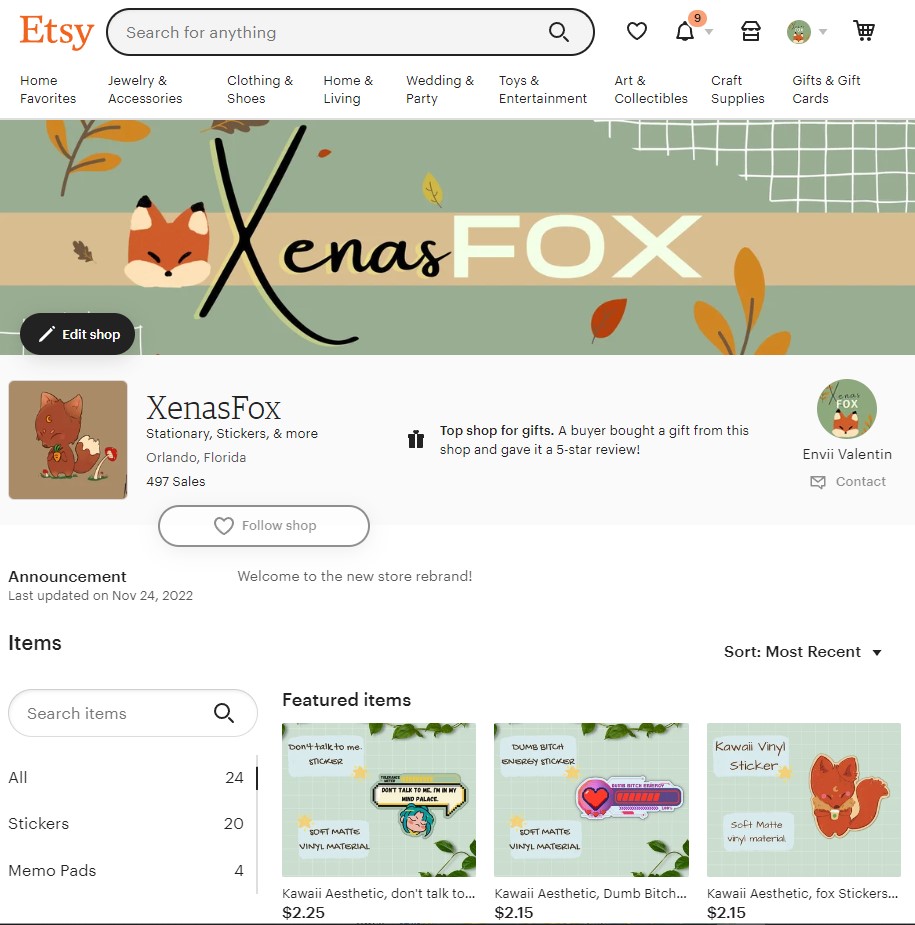 Etsy
Search for anything
9
Home Favorites
Jewelry & Accessories
Clothing & Shoes
Home & Living
Wedding & Party
Toys & Entertainment
Art & Collectibles
Craft Supplies
Gifts & Gift Cards
XenasFOX
Edit shop
XenasFox
Stationary, Stickers, & more
Orlando, Florida
497 Sales
Top shop for gifts. A buyer bought a gift from this
shop and gave it a 5-star review!
Xenas
FOX
Envii Valentin
Contact
Follow shop
Announcement
Last updated on Nov 24, 2022
Welcome to the new store rebrand!
Items
Sort: Most Recent
Search items
All 24
Stickers 20
Memo Pads 4
Featured items
Don't talk to me.
STICKER
TOLERANCE
METER
DON'T TALK TO ME, I'M IN MY
MIND PALACE.
SOFT MATTE
VINYL MATERIAL
Kawaii Aesthetic, don't talk to...
$2.25
DUMB BITCH
ENERGY STICKER
DUMB BITCH ENERGY
SOFT MATTE
VINYL MATERIAL
Kawaii Aesthetic, Dumb Bitch...
$2.15
Kawaii Vinyl
Sticker
Soft Matte
vinyl material
Kawaii Aesthetic, fox Stickers...
$2.15